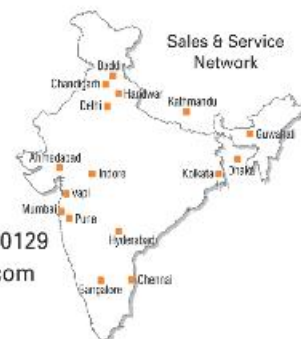 Sales & Service
Network
Baddi
Chandigarh
Haridwar
Delhi
Kathmandu
Guwahati
Ahmedabad
Indore
Kolkata
Dhaka
Vapi
Mumbai
Pune
0129
Hyderabad
com
Bangalore
Chennai